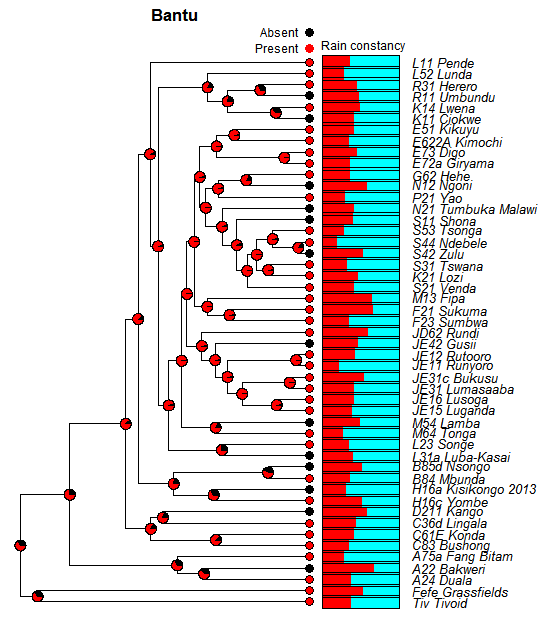 Bantu
Absent
Present
Rain constancy
L11 Pende
L52 Lunda
R31 Herero
R11 Umbundu
K14 Lwena
K11 Ciokwe
E51 Kikuyu
E622A Kimochi
E73 Digo
E72a Giryama
G62 Hehe.
N12 Ngoni
P21 Yao
N21 Tumbuka Malawi
S11 Shona
S53 Tsonga
S44 Ndebele
S42 Zulu
S31 Tswana
K21 Lozi
S21 Venda
M13 Fipa
F21 Sukuma
F23 Sumbwa
JD62 Rundi
JE42 Gusii
JE12 Rutooro
JE11 Runyoro
JE31c Bukusu
JE31 Lumasaaba
JE16 Lusoga
JE15 Luganda
M54 Lamba
M64 Tonga
L23 Songe
L31a Luba-Kasai
B85d Nsongo
B84 Mbunda
H16a Kisikongo 2013
H16c Yombe
D211 Kango
C36d Lingala
C61E Konda
C83 Bushong
A75a Fang Bitam
A22 Bakweri
A24 Duala
Fefe Grassfields
Tiv Tivoid